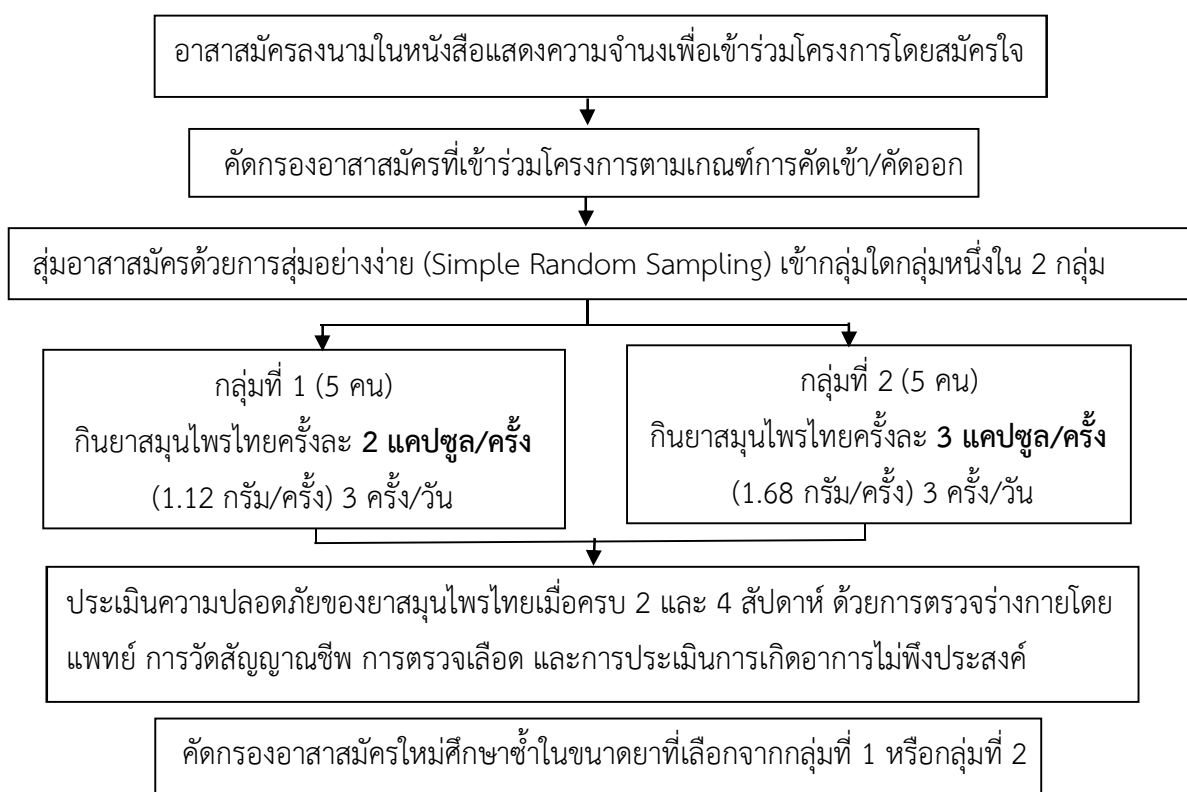 อาสาสมัครลงนามในหนังสือแสดงความจำนงเพื่อเข้าร่วมโครงการโดยสมัครใจ
คัดกรองอาสาสมัครที่เข้าร่วมโครงการตามเกณฑ์การคัดเข้า/คัดออก
สุ่มอาสาสมัครด้วยการสุ่มอย่างง่าย (Simple Random Sampling) เข้ากลุ่มใดกลุ่มหนึ่งใน 2 กลุ่ม
กลุ่มที่ 1 (5 คน)
กินยาสมุนไพรไทยครั้งละ 2 แคปซูล/ครั้ง
(1.12 กรัม/ครั้ง) 3 ครั้ง/วัน
กลุ่มที่ 2 (5 คน)
กินยาสมุนไพรไทยครั้งละ 3 แคปซูล/ครั้ง
(1.68 กรัม/ครั้ง) 3 ครั้ง/วัน
ประเมินความปลอดภัยของยาสมุนไพรไทยเมื่อครบ 2 และ 4 สัปดาห์ ด้วยการตรวจร่างกายโดย
แพทย์ การวัดสัญญาณชีพ การตรวจเลือด และการประเมินการเกิดอาการไม่พึงประสงค์
คัดกรองอาสาสมัครใหม่ศึกษาซ้ำในขนาดยาที่เลือกจากกลุ่มที่ 1 หรือกลุ่มที่ 2